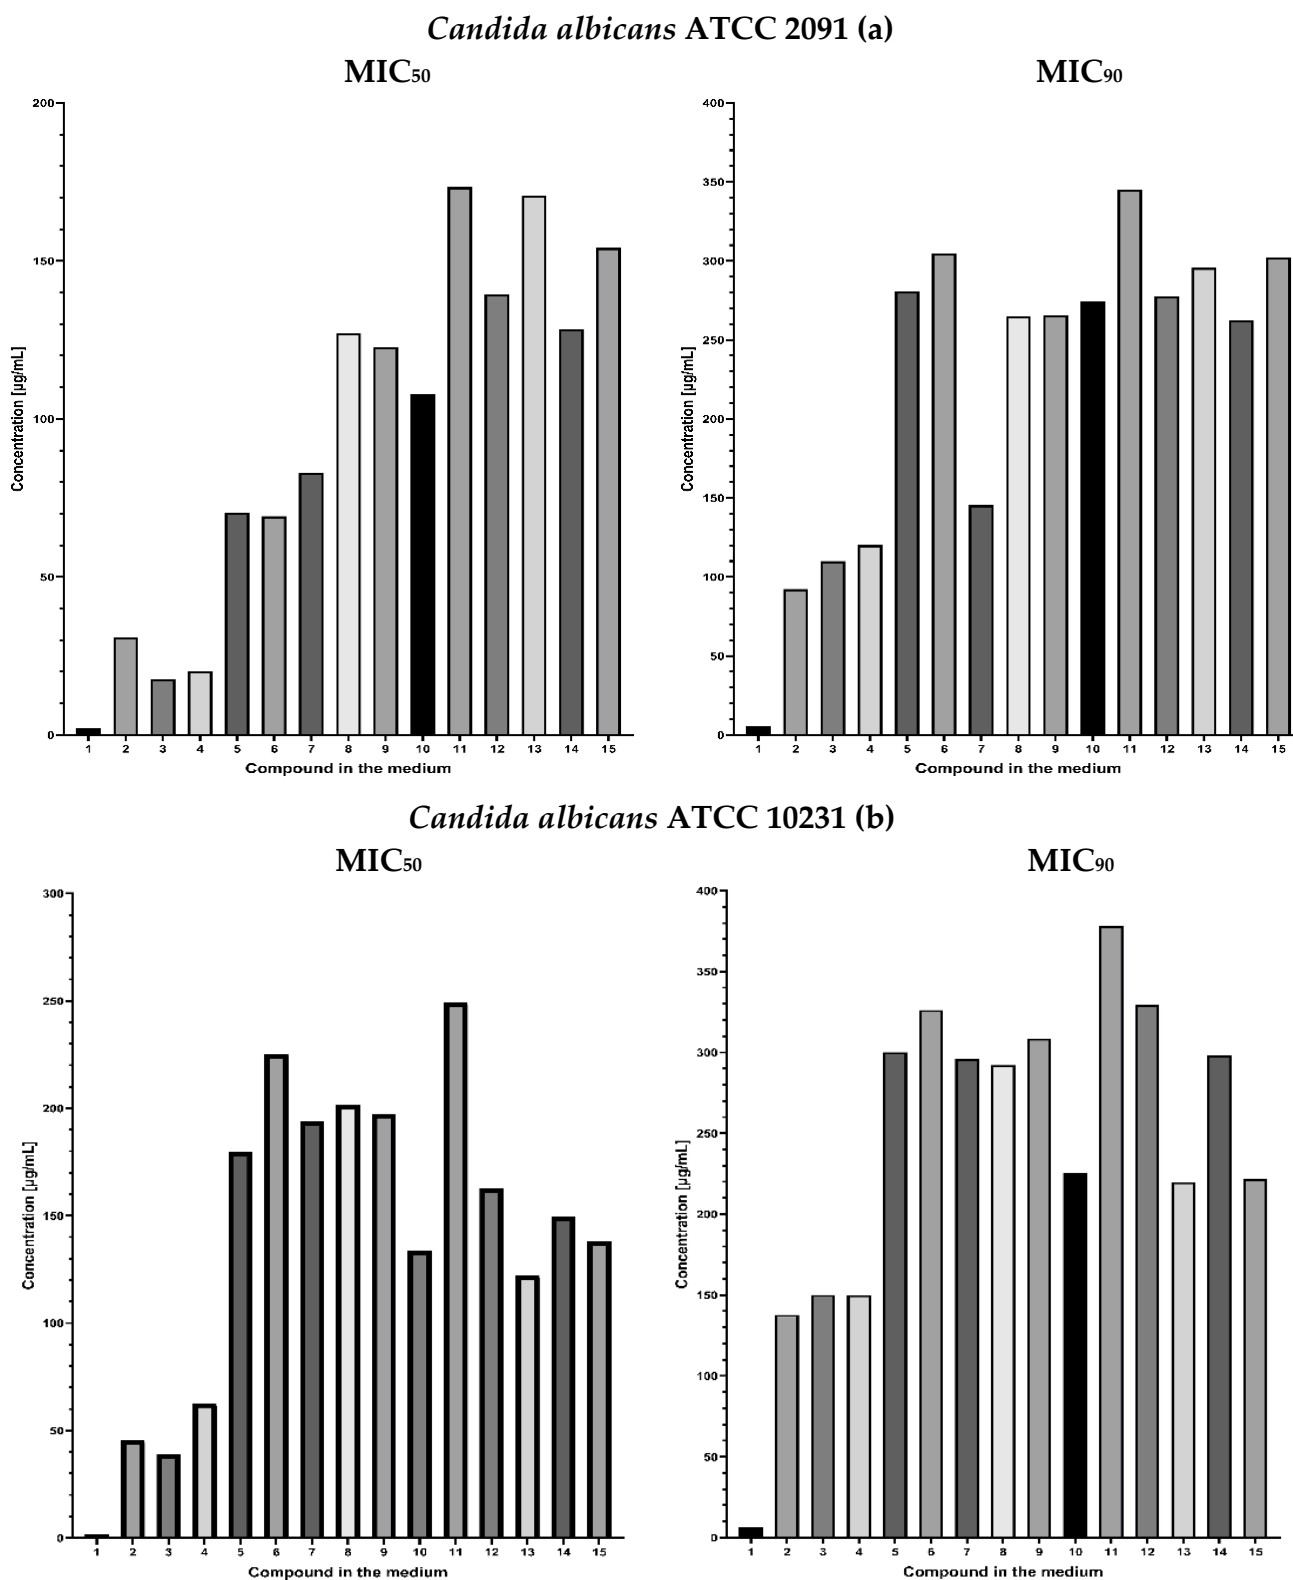 Candida albicans ATCC 2091 (a)
MIC50 MIC90
200
150
100
50
0
Concentration [µg/mL]
1 2 3 4 5 6 7 8 9 10 11 12 13 14 15
Compound in the medium
400
350
300
250
200
150
100
50
0
Concentration [µg/mL]
1 2 3 4 5 6 7 8 9 10 11 12 13 14 15
Compound in the medium
Candida albicans ATCC 10231 (b)
MIC50 MIC90
300
250
200
150
100
50
0
Concentration [µg/mL]
1 2 3 4 5 6 7 8 9 10 11 12 13 14 15
Compound in the medium
400
350
300
250
200
150
100
50
0
Concentration [µg/mL]
1 2 3 4 5 6 7 8 9 10 11 12 13 14 15
Compound in the medium